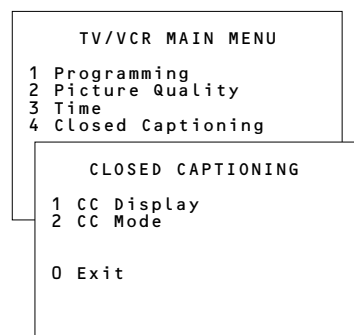 TV/VCR MAIN MENU
1 Programming
2 Picture Quality
3 Time
4 Closed Captioning
CLOSED CAPTIONING
1 CC Display
2 CC Mode
0 Exit